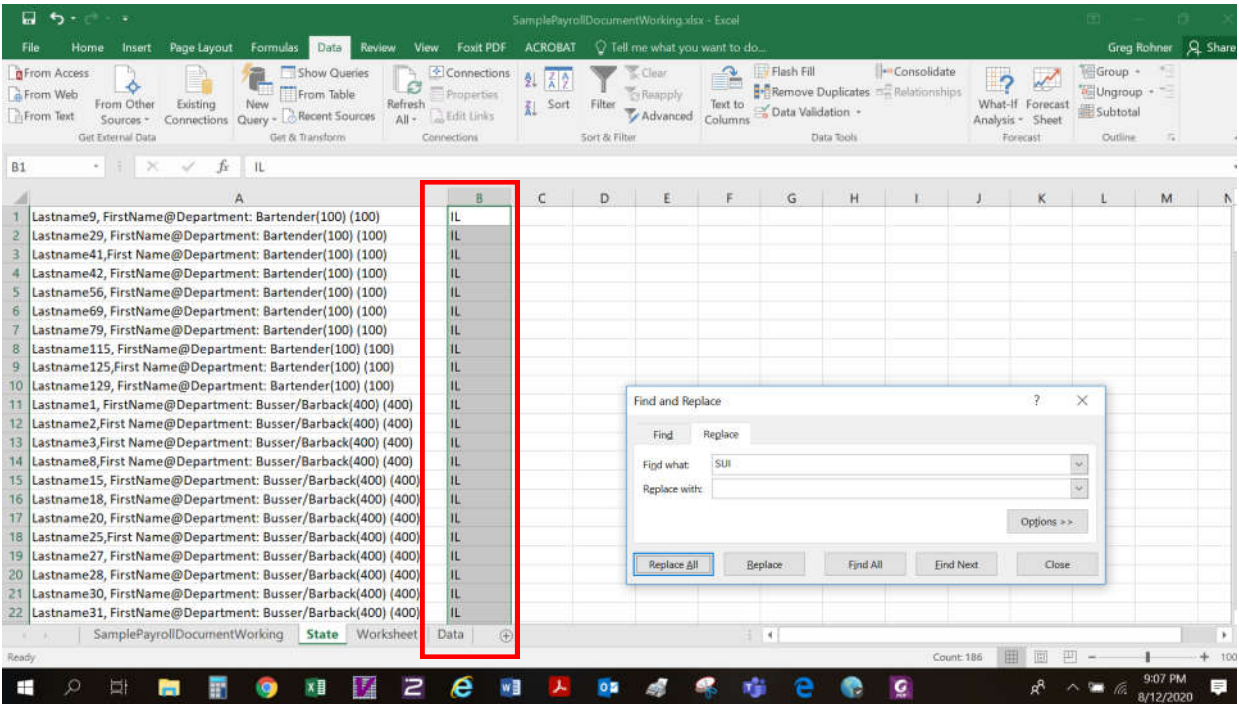 SamplePayrollDocumentWorking.xlsx - Excel
File Home Insert Page Layout Formulas Data Review View Foxit PDF ACROBAT Tell me what you want to do... Greg Rohner Share
From Access
From Web
From Text
From Other Sources
Existing Connections
Get External Data
New Query
Show Queries
From Table
Recent Sources
Get & Transform
Refresh All
Connections
Properties
Edit Links
Connections
Sort
Filter
Clear
Reapply
Advanced
Sort & Filter
Text to Columns
Flash Fill
Remove Duplicates
Data Validation
Consolidate
Relationships
Data Tools
What-If Analysis
Forecast Sheet
Forecast
Group
Ungroup
Subtotal
Outline
B1 fx IL
A B C D E F G H I J K L M N
1 Lastname9, FirstName@Department: Bartender(100) (100) IL
2 Lastname29, FirstName@Department: Bartender(100) (100) IL
3 Lastname41,First Name@Department: Bartender(100) (100) IL
4 Lastname42, FirstName@Department: Bartender(100) (100) IL
5 Lastname56, FirstName@Department: Bartender(100) (100) IL
6 Lastname69, FirstName@Department: Bartender(100) (100) IL
7 Lastname79, FirstName@Department: Bartender(100) (100) IL
8 Lastname115, FirstName@Department: Bartender(100) (100) IL
9 Lastname125,First Name@Department: Bartender(100) (100) IL
10 Lastname129, FirstName@Department: Bartender(100) (100) IL
11 Lastname1, FirstName@Department: Busser/Barback(400) (400) IL
12 Lastname2,First Name@Department: Busser/Barback(400) (400) IL
13 Lastname3,First Name@Department: Busser/Barback(400) (400) IL
14 Lastname8,First Name@Department: Busser/Barback(400) (400) IL
15 Lastname15, FirstName@Department: Busser/Barback(400) (400) IL
16 Lastname18, FirstName@Department: Busser/Barback(400) (400) IL
17 Lastname20, FirstName@Department: Busser/Barback(400) (400) IL
18 Lastname25,First Name@Department: Busser/Barback(400) (400) IL
19 Lastname27, FirstName@Department: Busser/Barback(400) (400) IL
20 Lastname28, FirstName@Department: Busser/Barback(400) (400) IL
21 Lastname30, FirstName@Department: Busser/Barback(400) (400) IL
22 Lastname31, FirstName@Department: Busser/Barback(400) (400) IL
Find and Replace ? ×
Find Replace
Find what: SUI
Replace with:
Options >>
Replace All Replace Find All Find Next Close
SamplePayrollDocumentWorking State Worksheet Data
Ready Count: 186 100
9:07 PM
8/12/2020